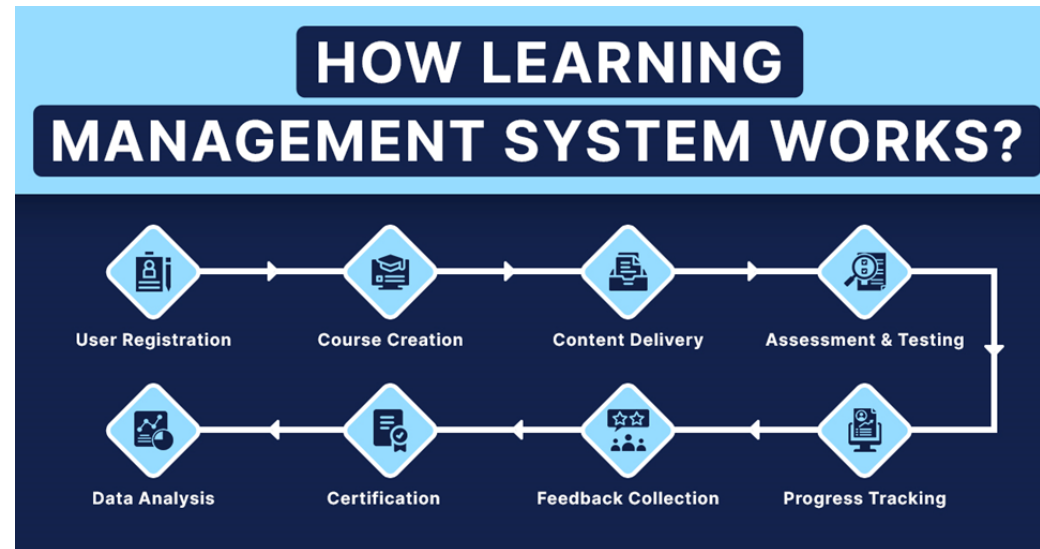 HOW LEARNING
MANAGEMENT SYSTEM WORKS?
User Registration
Course Creation
Content Delivery
Assessment & Testing
Data Analysis
Certification
Feedback Collection
Progress Tracking